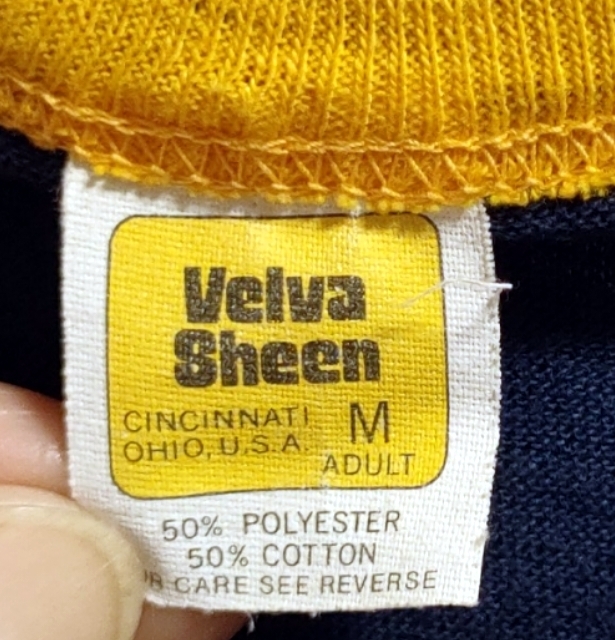 Velva
Sheen
CINCINNATI
OHIO, U.S.A.
M
ADULT
50% POLYESTER
50% COTTON
R CARE SEE REVERSE